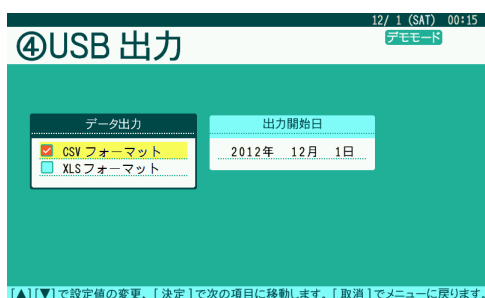 12/ 1 (SAT) 00:15
④USB 出力
デモモード
データ出力
CSV フォーマット
XLSフォーマット
出力開始日
2012年 12月 1日
[▲][▼]で設定値の変更、[決定]で次の項目に移動します。[取消]でメニューに戻ります。